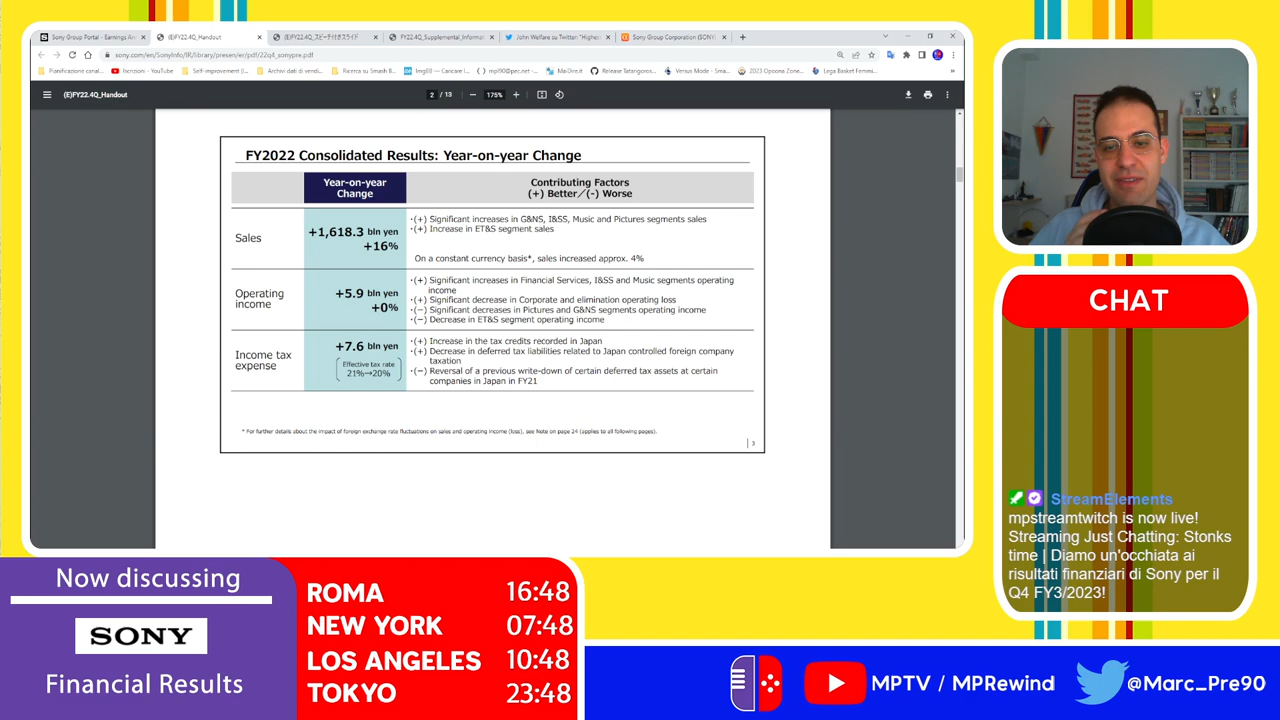 Sony Group Portal - Earnings An
(E)FY22.4Q_Handout
(E)FY22.4Q_スピーチ付きスライド
FY22.4Q_Supplemental_Informat
John Welfare su Twitter: "Highes
Sony Group Corporation (SONY)
sony.com/en/SonyInfo/IR/library/presen/er/pdf/22q4_sonypre.pdf
Pianificazione canal...
Iscrizioni - YouTube
Self-improvement (I...
Archivi dati di vendi...
Ricerca su Smash B...
Img88 — Caricare l...
( ) mpl90@pec.net -...
MalDire.it
Release Tatarigoros...
Versus Mode - Sma...
2023 Opoona Zone...
Lega Basket Femmi...
(E)FY22.4Q_Handout
2 / 13
175%
FY2022 Consolidated Results: Year-on-year Change
Year-on-year
Change
Contributing Factors
(+) Better／(-) Worse
Sales
+1,618.3 bln yen
+16%
・(+) Significant increases in G&NS, I&SS, Music and Pictures segments sales
・(+) Increase in ET&S segment sales
On a constant currency basis*, sales increased approx. 4%
Operating
income
+5.9 bln yen
+0%
・(+) Significant increases in Financial Services, I&SS and Music segments operating
income
・(+) Significant decrease in Corporate and elimination operating loss
・(−) Significant decreases in Pictures and G&NS segments operating income
・(−) Decrease in ET&S segment operating income
Income tax
expense
+7.6 bln yen
Effective tax rate
21%→20%
・(+) Increase in the tax credits recorded in Japan
・(+) Decrease in deferred tax liabilities related to Japan controlled foreign company
taxation
・(−) Reversal of a previous write-down of certain deferred tax assets at certain
companies in Japan in FY21
* For further details about the impact of foreign exchange rate fluctuations on sales and operating income (loss), see Note on page 24 (applies to all following pages).
3
CHAT
StreamElements
mpstreamtwitch is now live!
Streaming Just Chatting: Stonks
time | Diamo un'occhiata ai
risultati finanziari di Sony per il
Q4 FY3/2023!
Now discussing
SONY
Financial Results
ROMA 16:48
NEW YORK 07:48
LOS ANGELES 10:48
TOKYO 23:48
MPTV / MPRewind
@Marc_Pre90